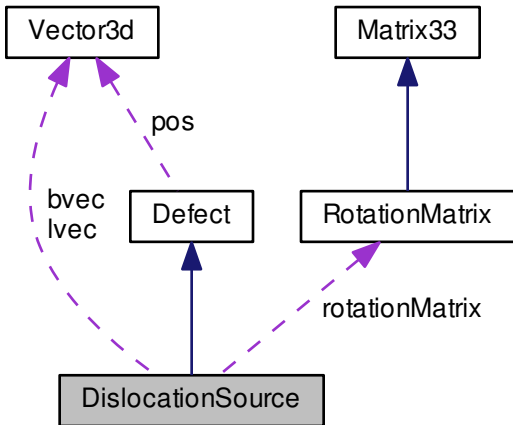 Vector3d
Matrix33
pos
bvec
lvec
Defect
RotationMatrix
rotationMatrix
DislocationSource